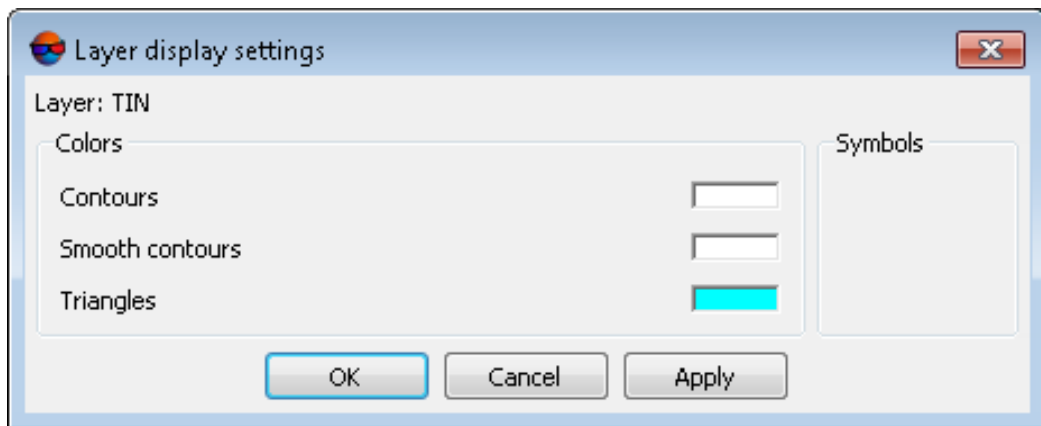 Layer display settings
Layer: TIN
Colors
Symbols
Contours
Smooth contours
Triangles
OK
Cancel
Apply